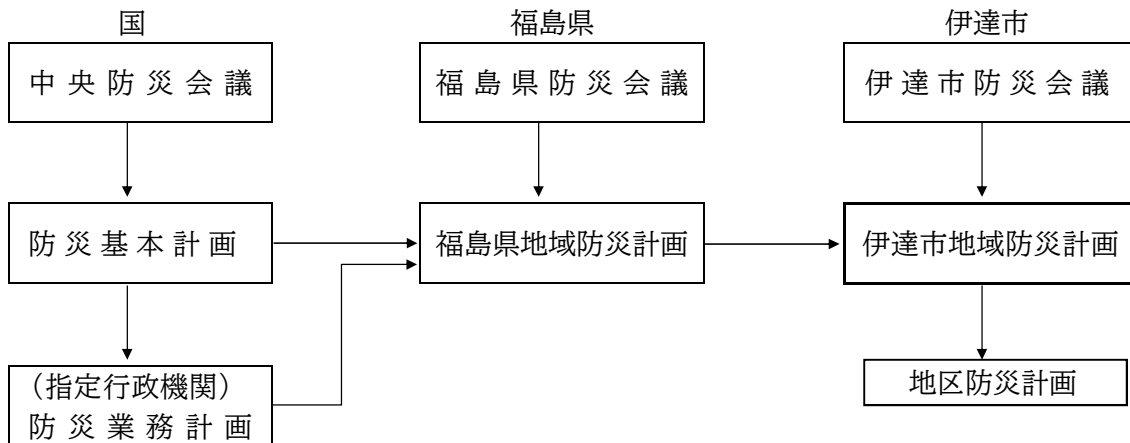 国
福島県
伊達市
中央防災会議
福島県防災会議
伊達市防災会議
防災基本計画
福島県地域防災計画
伊達市地域防災計画
(指定行政機関)
防災業務計画
地区防災計画